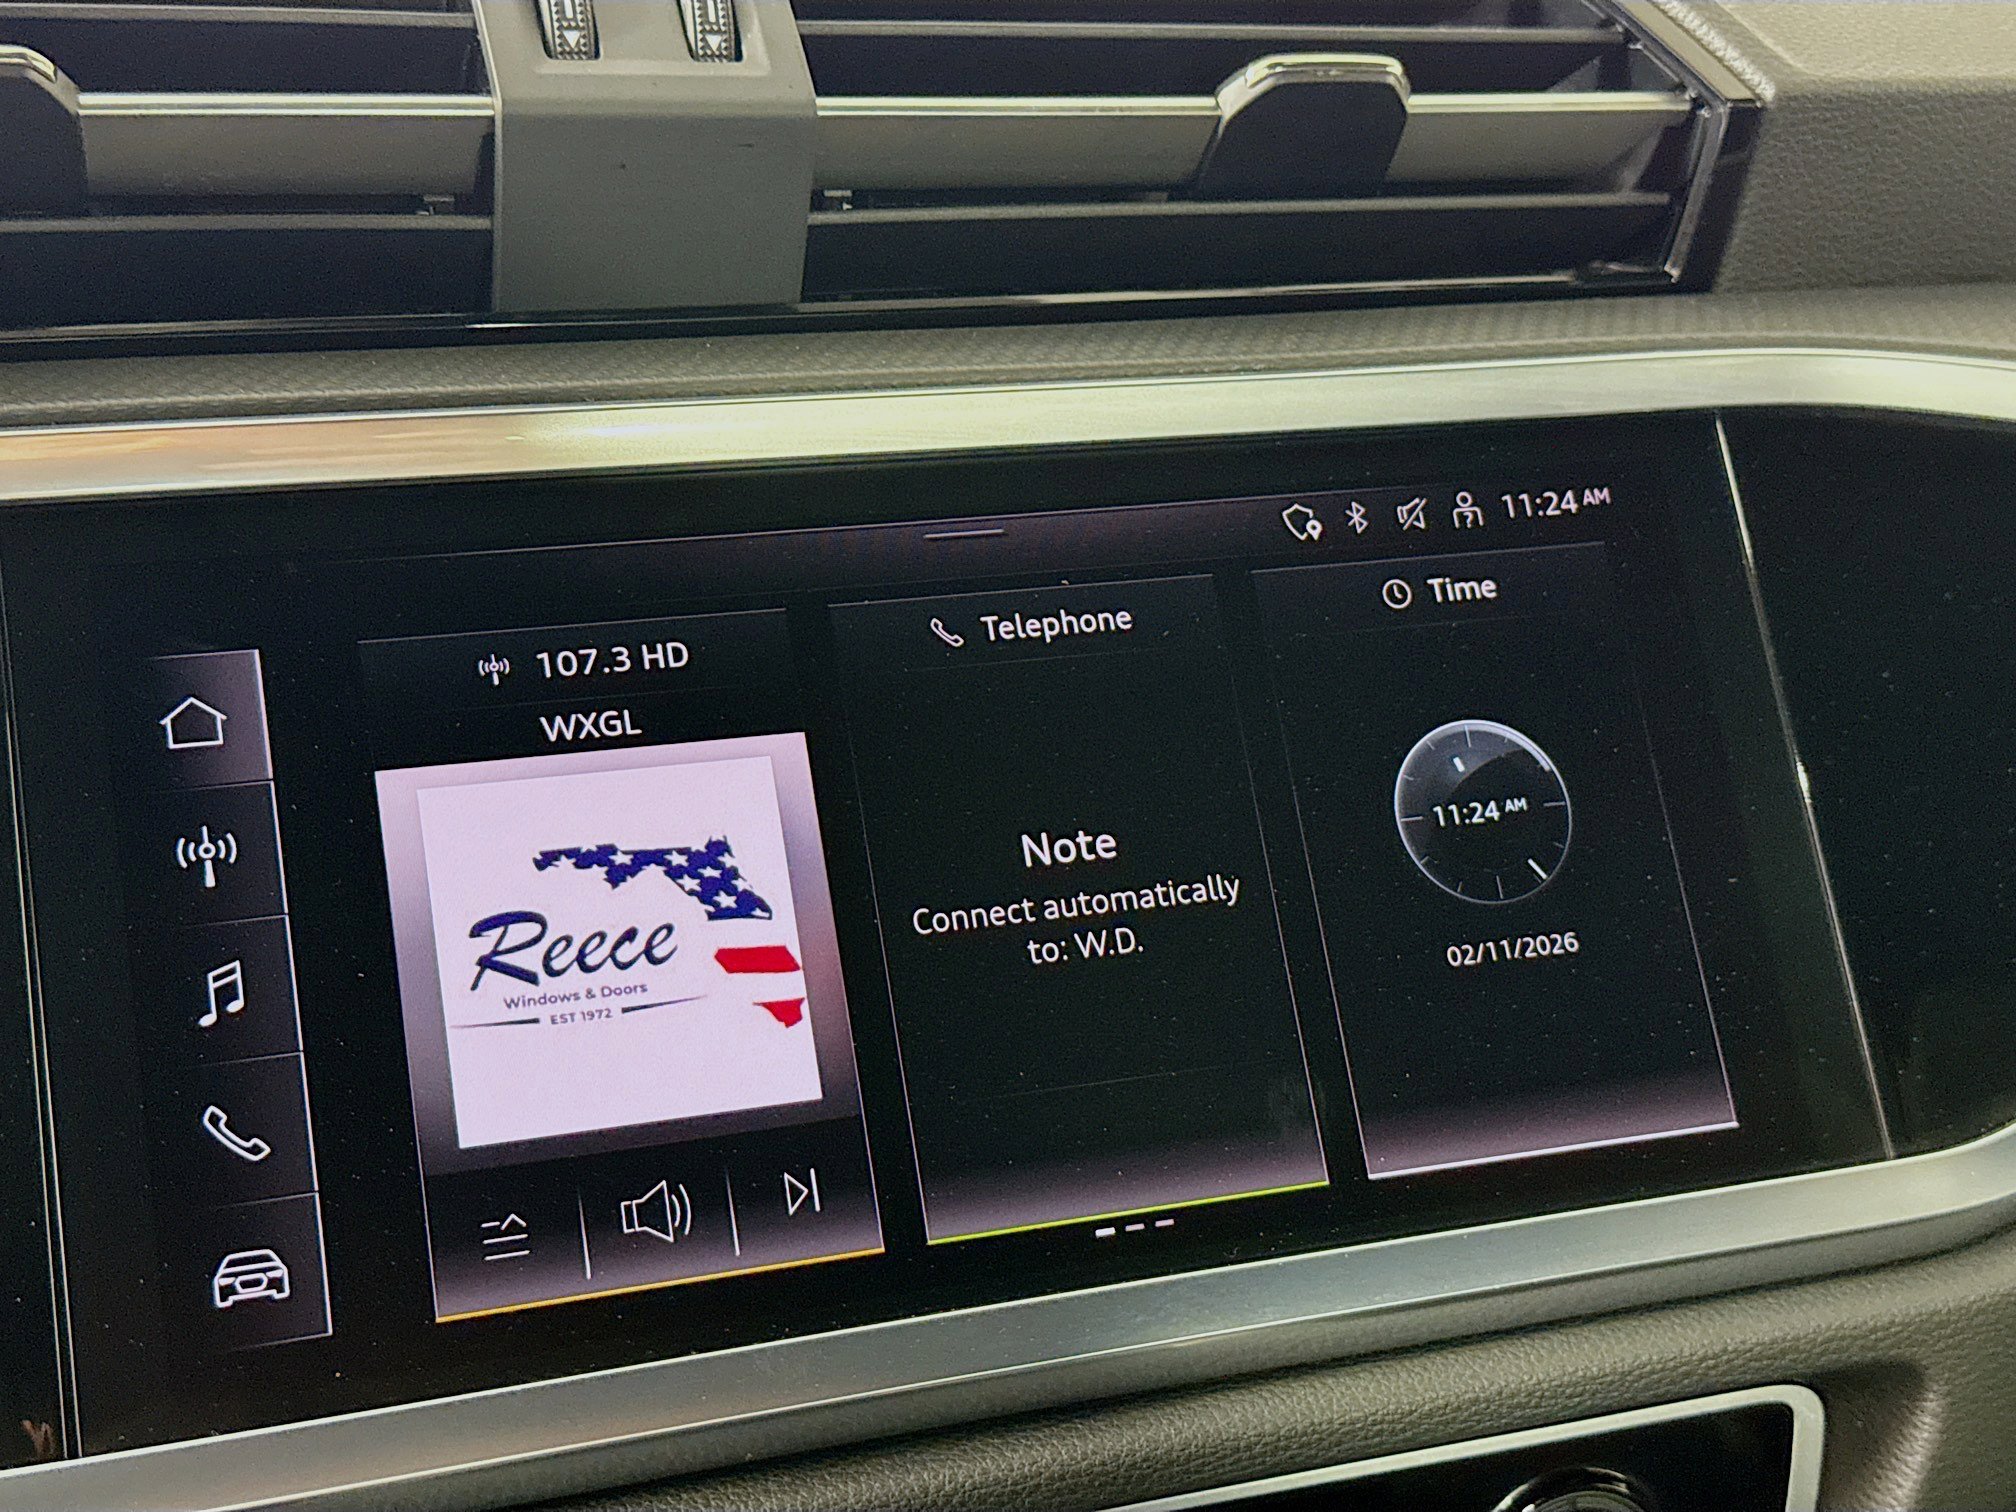 11:24 AM
107.3 HD
WXGL
Reece
Windows & Doors
EST 1972
Telephone
Note
Connect automatically
to: W.D.
Time
11:24 AM
02/11/2026